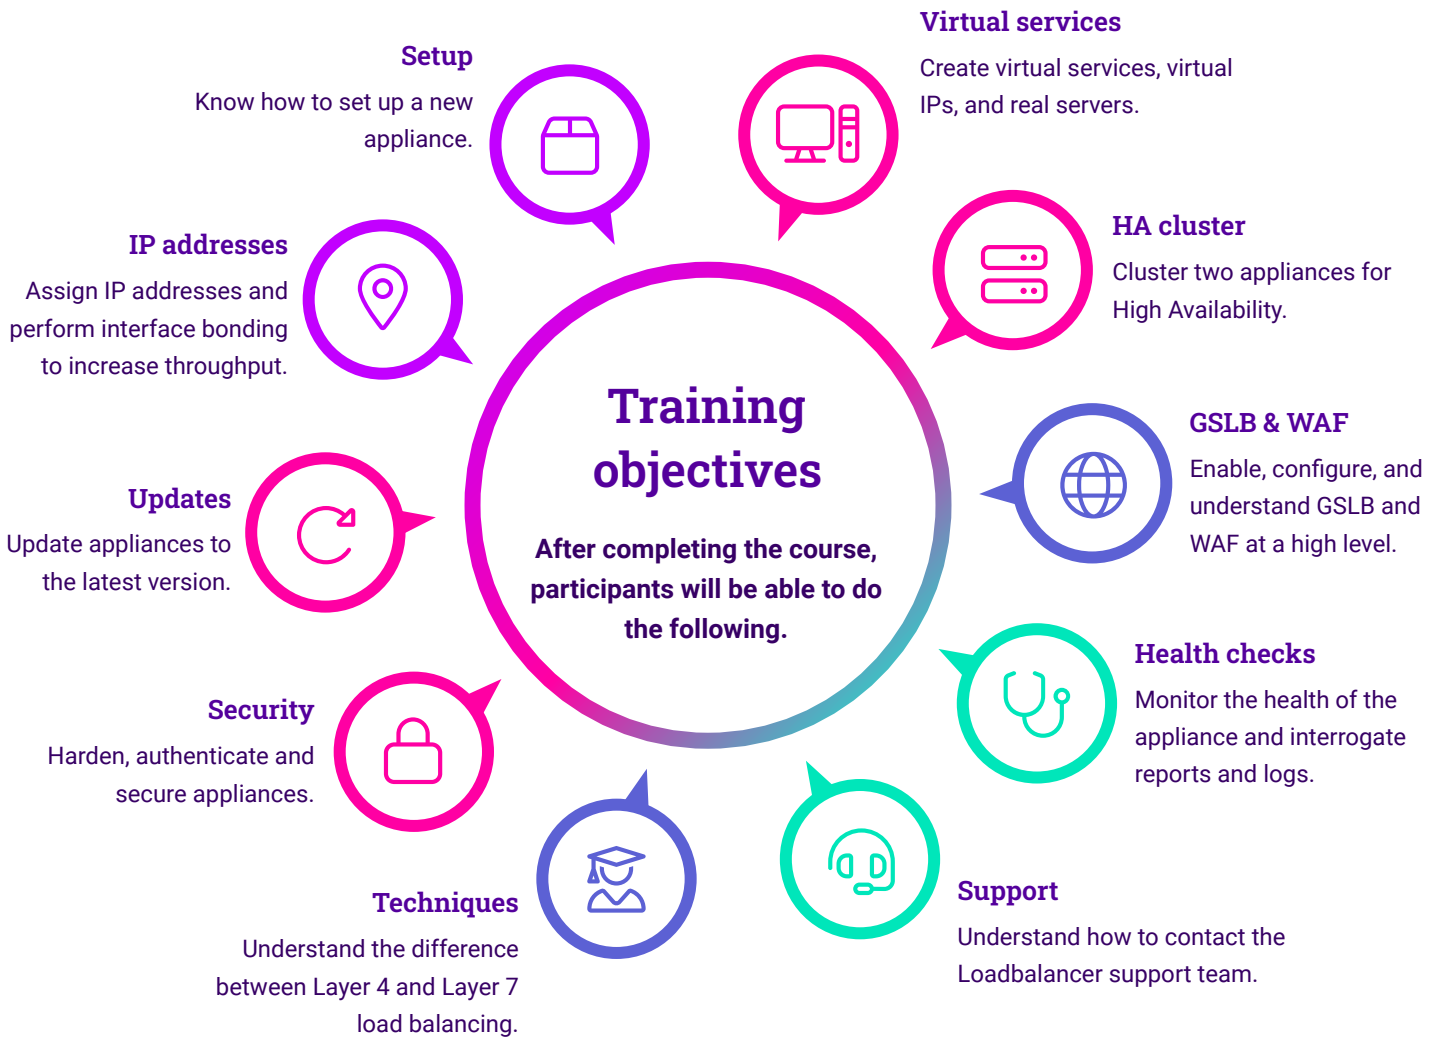 Training
objectives
After completing the course,
participants will be able to do
the following.
Setup
Know how to set up a new
appliance.
Virtual services
Create virtual services, virtual
IPs, and real servers.
IP addresses
Assign IP addresses and
perform interface bonding
to increase throughput.
HA cluster
Cluster two appliances for
High Availability.
Updates
Update appliances to
the latest version.
GSLB & WAF
Enable, configure, and
understand GSLB and
WAF at a high level.
Security
Harden, authenticate and
secure appliances.
Health checks
Monitor the health of the
appliance and interrogate
reports and logs.
Techniques
Understand the difference
between Layer 4 and Layer 7
load balancing.
Support
Understand how to contact the
Loadbalancer support team.